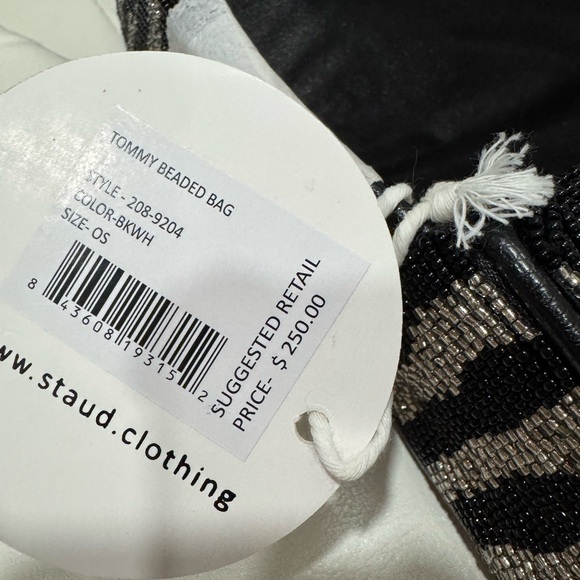 TOMMY BEADED BAG
STYLE - 208-9204
COLOR-BKWH
SIZE- OS
8 43608 19315 2
SUGGESTED RETAIL
PRICE- $ 250.00
ww.staud.clothing